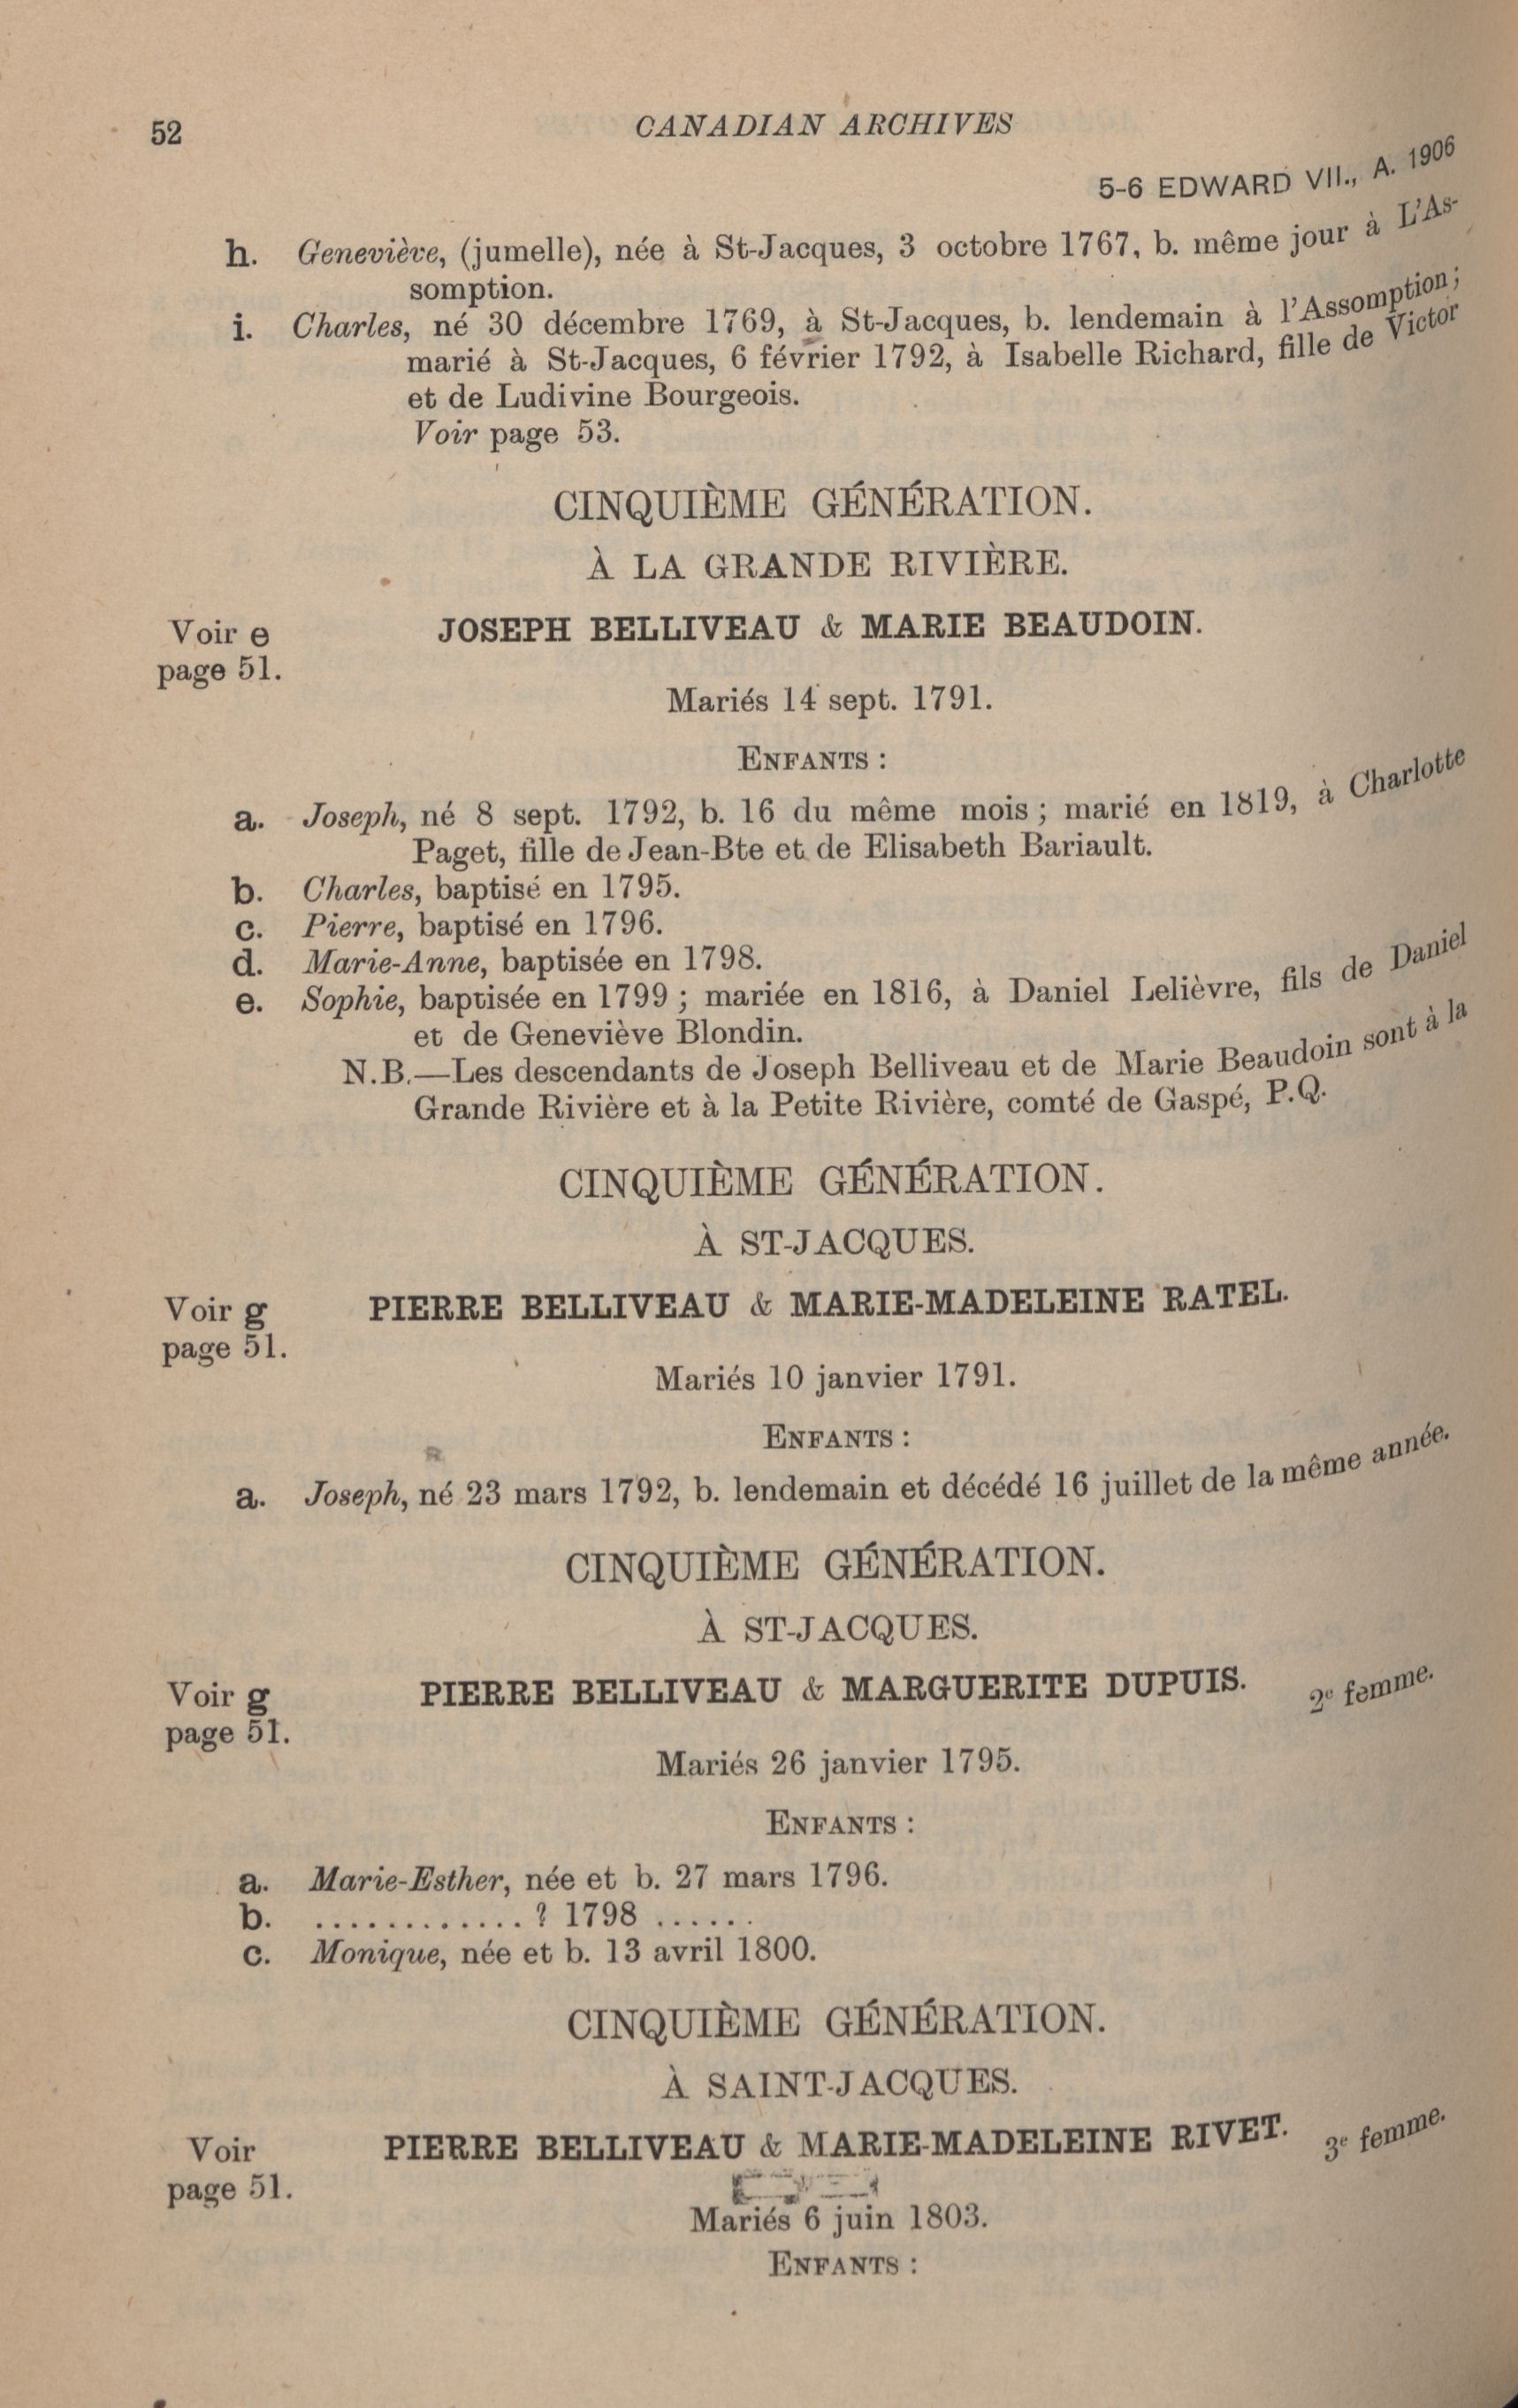 52
CANADIAN ARCHIVES
5-6 EDWARD VII., A. 1906
h. Geneviève, (jumelle), née à St-Jacques, 3 octobre 1767, b. même jour à L'As-
somption.
i. Charles, né 30 décembre 1769, à St-Jacques, b. lendemain à l'Assomption;
marié à St-Jacques, 6 février 1792, à Isabelle Richard, fille de Victor
et de Ludivine Bourgeois.
Voir page 53.
CINQUIÈME GÉNÉRATION.
À LA GRANDE RIVIÈRE.
Voir e JOSEPH BELLIVEAU & MARIE BEAUDOIN.
page 51.
Mariés 14 sept. 1791.
ENFANTS :
a. Joseph, né 8 sept. 1792, b. 16 du même mois ; marié en 1819, à Charlotte
Paget, fille de Jean-Bte et de Elisabeth Bariault.
b. Charles, baptisé en 1795.
c. Pierre, baptisé en 1796.
d. Marie-Anne, baptisée en 1798.
e. Sophie, baptisée en 1799 ; mariée en 1816, à Daniel Lelièvre, fils de Daniel
et de Geneviève Blondin.
N.B.—Les descendants de Joseph Belliveau et de Marie Beaudoin sont à la
Grande Rivière et à la Petite Rivière, comté de Gaspé, P.Q.
CINQUIÈME GÉNÉRATION.
À ST-JACQUES.
Voir g PIERRE BELLIVEAU & MARIE-MADELEINE RATEL.
page 51.
Mariés 10 janvier 1791.
ENFANTS :
a. Joseph, né 23 mars 1792, b. lendemain et décédé 16 juillet de la même année.
CINQUIÈME GÉNÉRATION.
À ST-JACQUES.
Voir g PIERRE BELLIVEAU & MARGUERITE DUPUIS. 2e femme.
page 51.
Mariés 26 janvier 1795.
ENFANTS :
a. Marie-Esther, née et b. 27 mars 1796.
b. ............ ? 1798 ......
c. Monique, née et b. 13 avril 1800.
CINQUIÈME GÉNÉRATION.
À SAINT-JACQUES.
Voir PIERRE BELLIVEAU & MARIE-MADELEINE RIVET. 3e femme.
page 51.
Mariés 6 juin 1803.
ENFANTS :